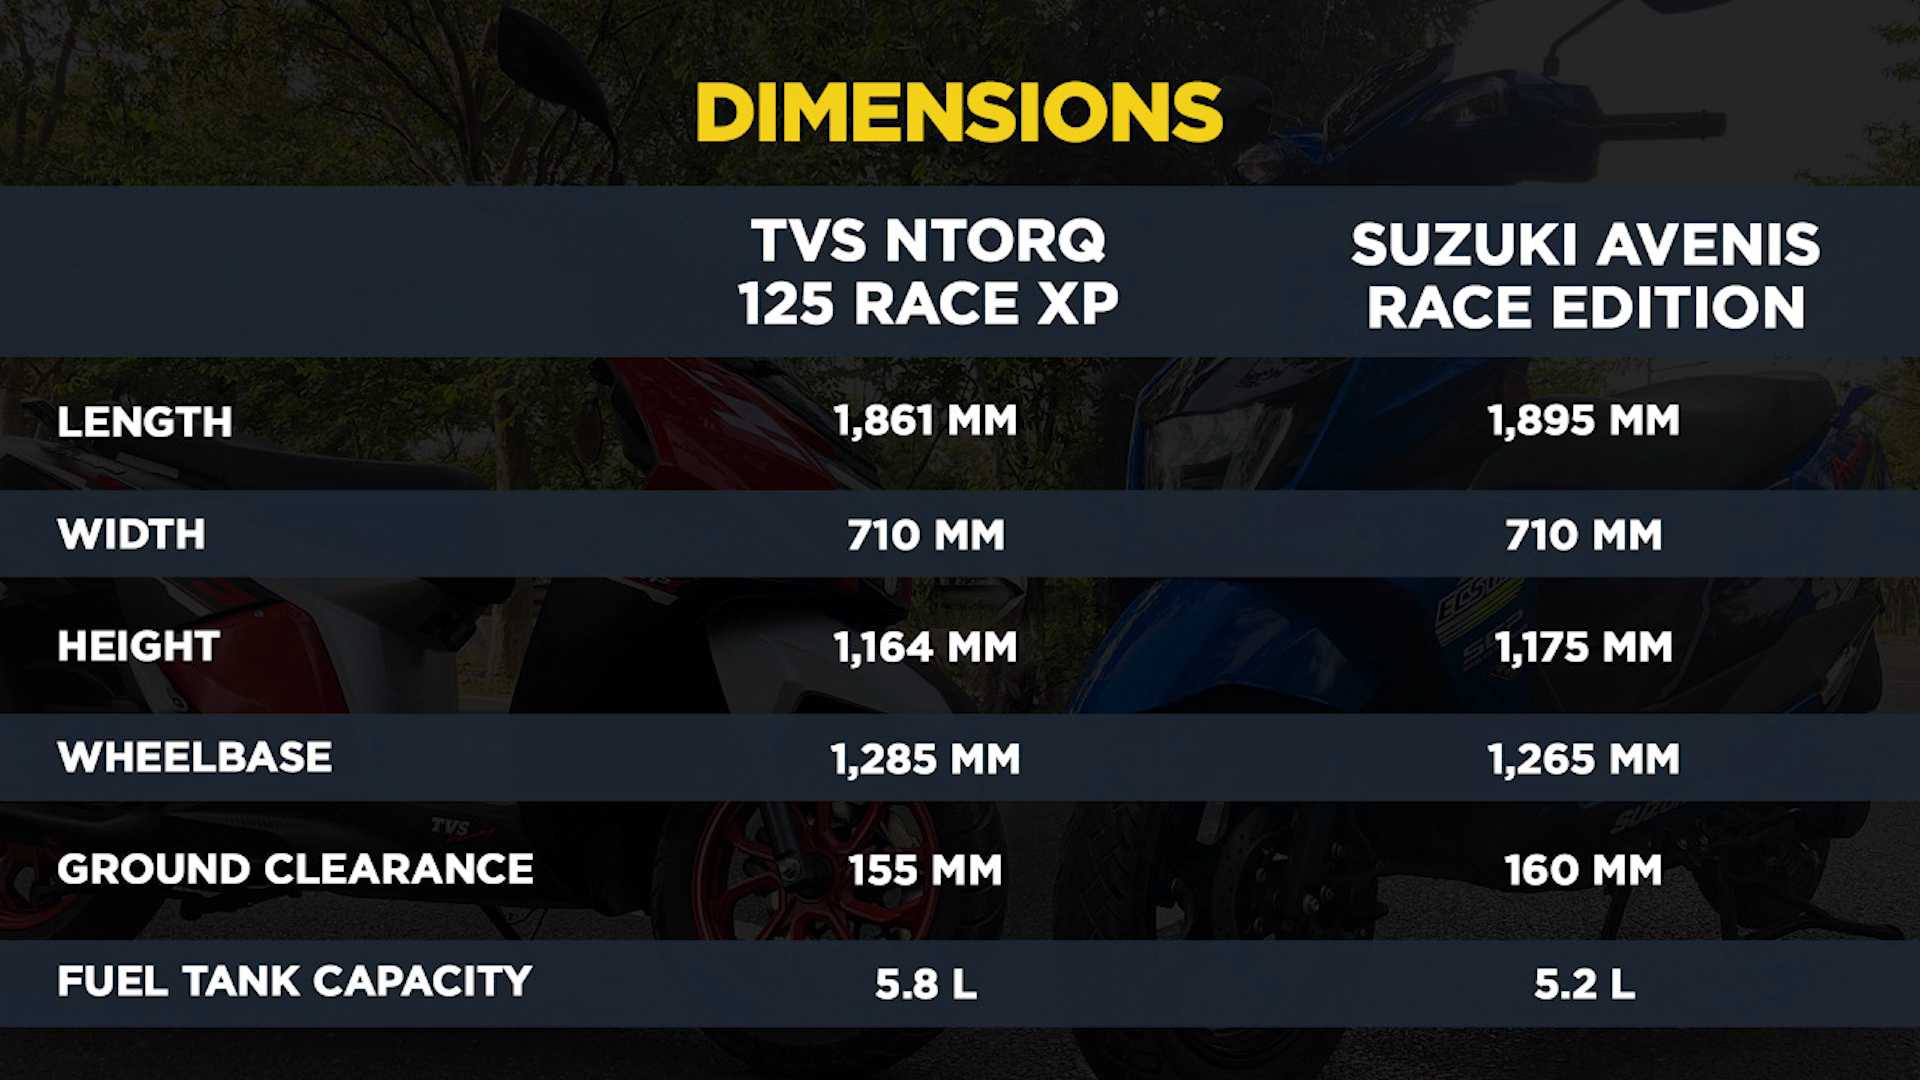 DIMENSIONS
TVS NTORQ
125 RACE XP
SUZUKI AVENIS
RACE EDITION
LENGTH 1,861 MM 1,895 MM
WIDTH 710 MM 710 MM
HEIGHT 1,164 MM 1,175 MM
WHEELBASE 1,285 MM 1,265 MM
GROUND CLEARANCE 155 MM 160 MM
FUEL TANK CAPACITY 5.8 L 5.2 L
TVS